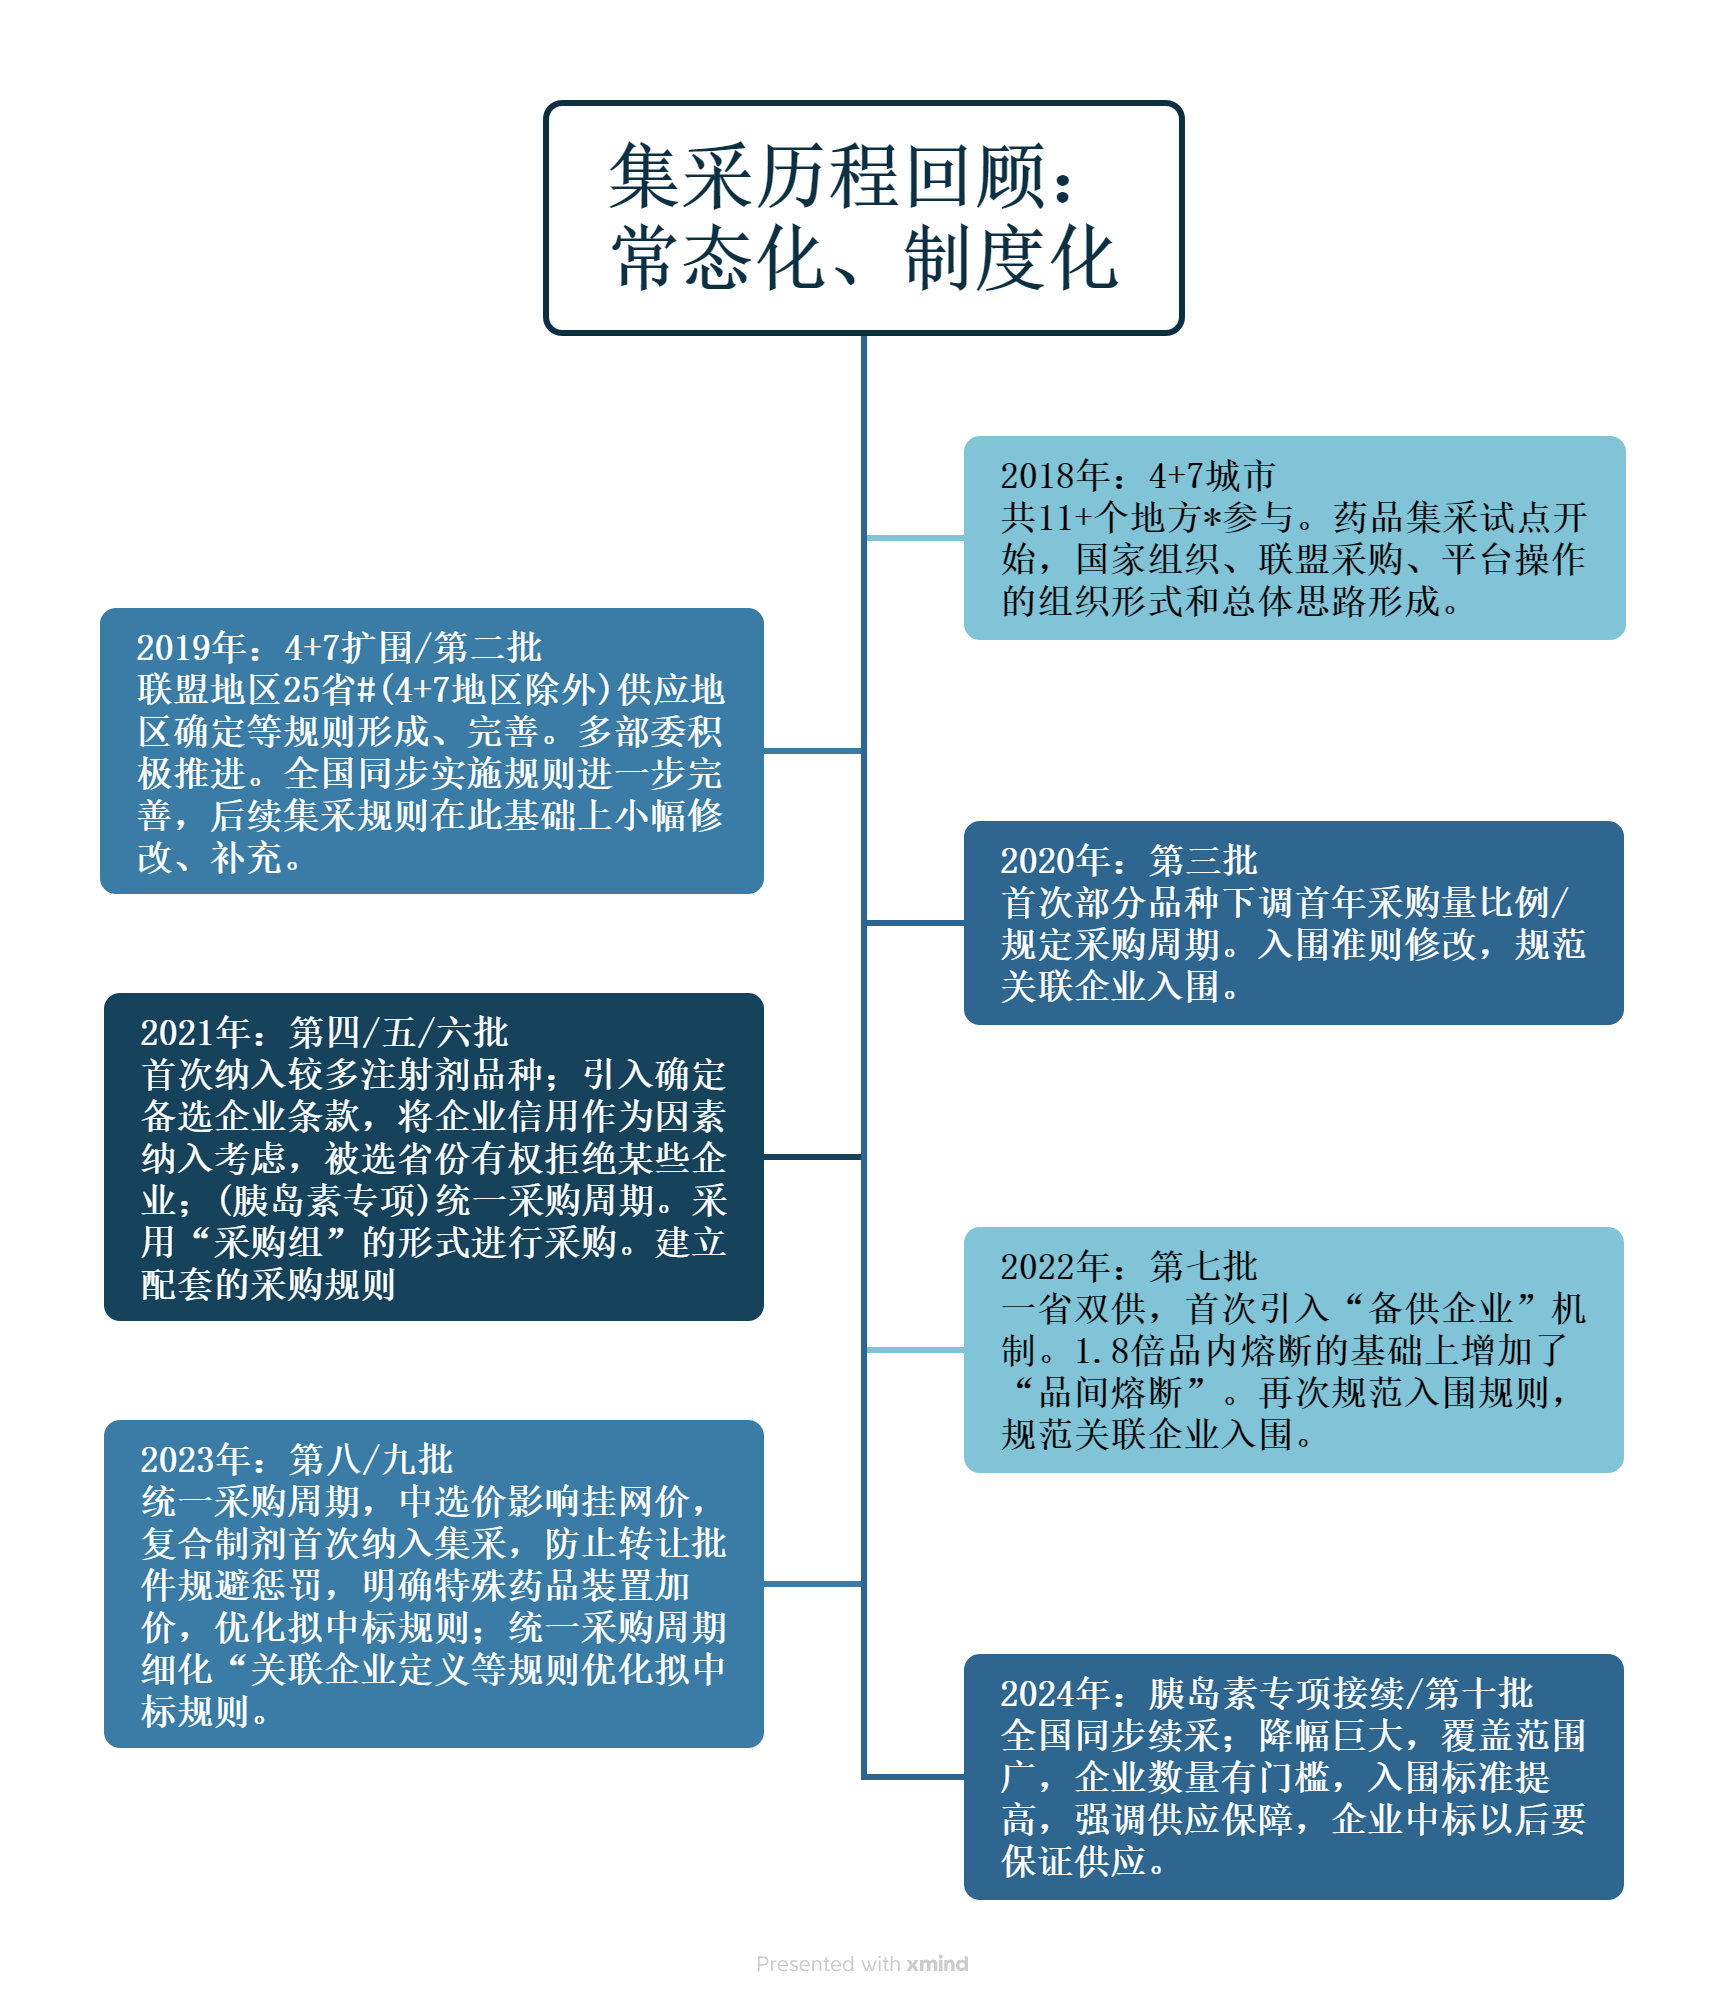 集采历程回顾：
常态化、制度化
2018年：4+7城市
共11+个地方*参与。药品集采试点开
始，国家组织、联盟采购、平台操作
的组织形式和总体思路形成。
2019年：4+7扩围/第二批
联盟地区25省#(4+7地区除外)供应地
区确定等规则形成、完善。多部委积
极推进。全国同步实施规则进一步完
善，后续集采规则在此基础上小幅修
改、补充。
2020年：第三批
首次部分品种下调首年采购量比例/
规定采购周期。入围准则修改，规范
关联企业入围。
2021年：第四/五/六批
首次纳入较多注射剂品种；引入确定
备选企业条款，将企业信用作为因素
纳入考虑，被选省份有权拒绝某些企
业；(胰岛素专项)统一采购周期。采
用“采购组”的形式进行采购。建立
配套的采购规则
2022年：第七批
一省双供，首次引入“备供企业”机
制。1.8倍品内熔断的基础上增加了
“品间熔断”。再次规范入围规则，
规范关联企业入围。
2023年：第八/九批
统一采购周期，中选价影响挂网价，
复合制剂首次纳入集采，防止转让批
件规避惩罚，明确特殊药品装置加
价，优化拟中标规则；统一采购周期
细化“关联企业定义等规则优化拟中
标规则。
2024年：胰岛素专项接续/第十批
全国同步续采；降幅巨大，覆盖范围
广，企业数量有门槛，入围标准提
高，强调供应保障，企业中标以后要
保证供应。
Presented with xmind